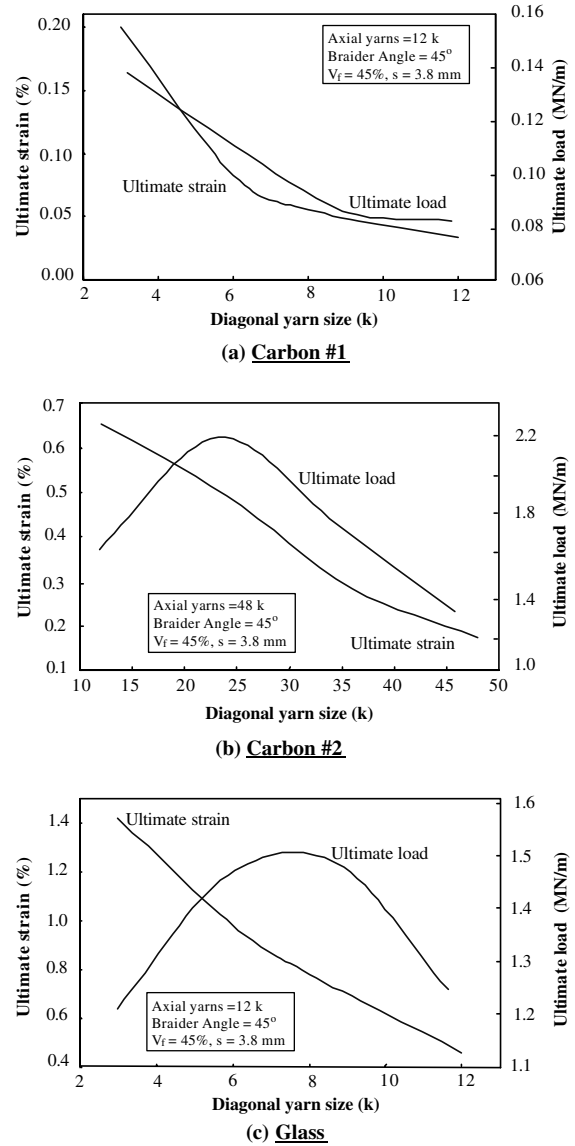 0.20
0.15
0.10
0.05
0.00
Ultimate strain (%)
0.16
0.14
0.12
0.10
0.08
0.06
Ultimate load (MN/m)
Axial yarns =12 k
Braider Angle = 45°
Vf = 45%, s = 3.8 mm
Ultimate strain
Ultimate load
2 4 6 8 10 12
Diagonal yarn size (k)
(a) Carbon #1
0.7
0.6
0.5
0.4
0.3
0.2
0.1
Ultimate strain (%)
2.2
1.8
1.4
1.0
Ultimate load (MN/m)
Ultimate load
Axial yarns =48 k
Braider Angle = 45°
Vf = 45%, s = 3.8 mm
Ultimate strain
10 15 20 25 30 35 40 45 50
Diagonal yarn size (k)
(b) Carbon #2
1.4
1.2
1.0
0.8
0.6
0.4
Ultimate strain (%)
1.6
1.5
1.4
1.3
1.2
1.1
Ultimate load (MN/m)
Ultimate strain
Ultimate load
Axial yarns =12 k
Braider Angle = 45°
Vf = 45%, s = 3.8 mm
2 4 6 8 10 12
Diagonal yarn size (k)
(c) Glass